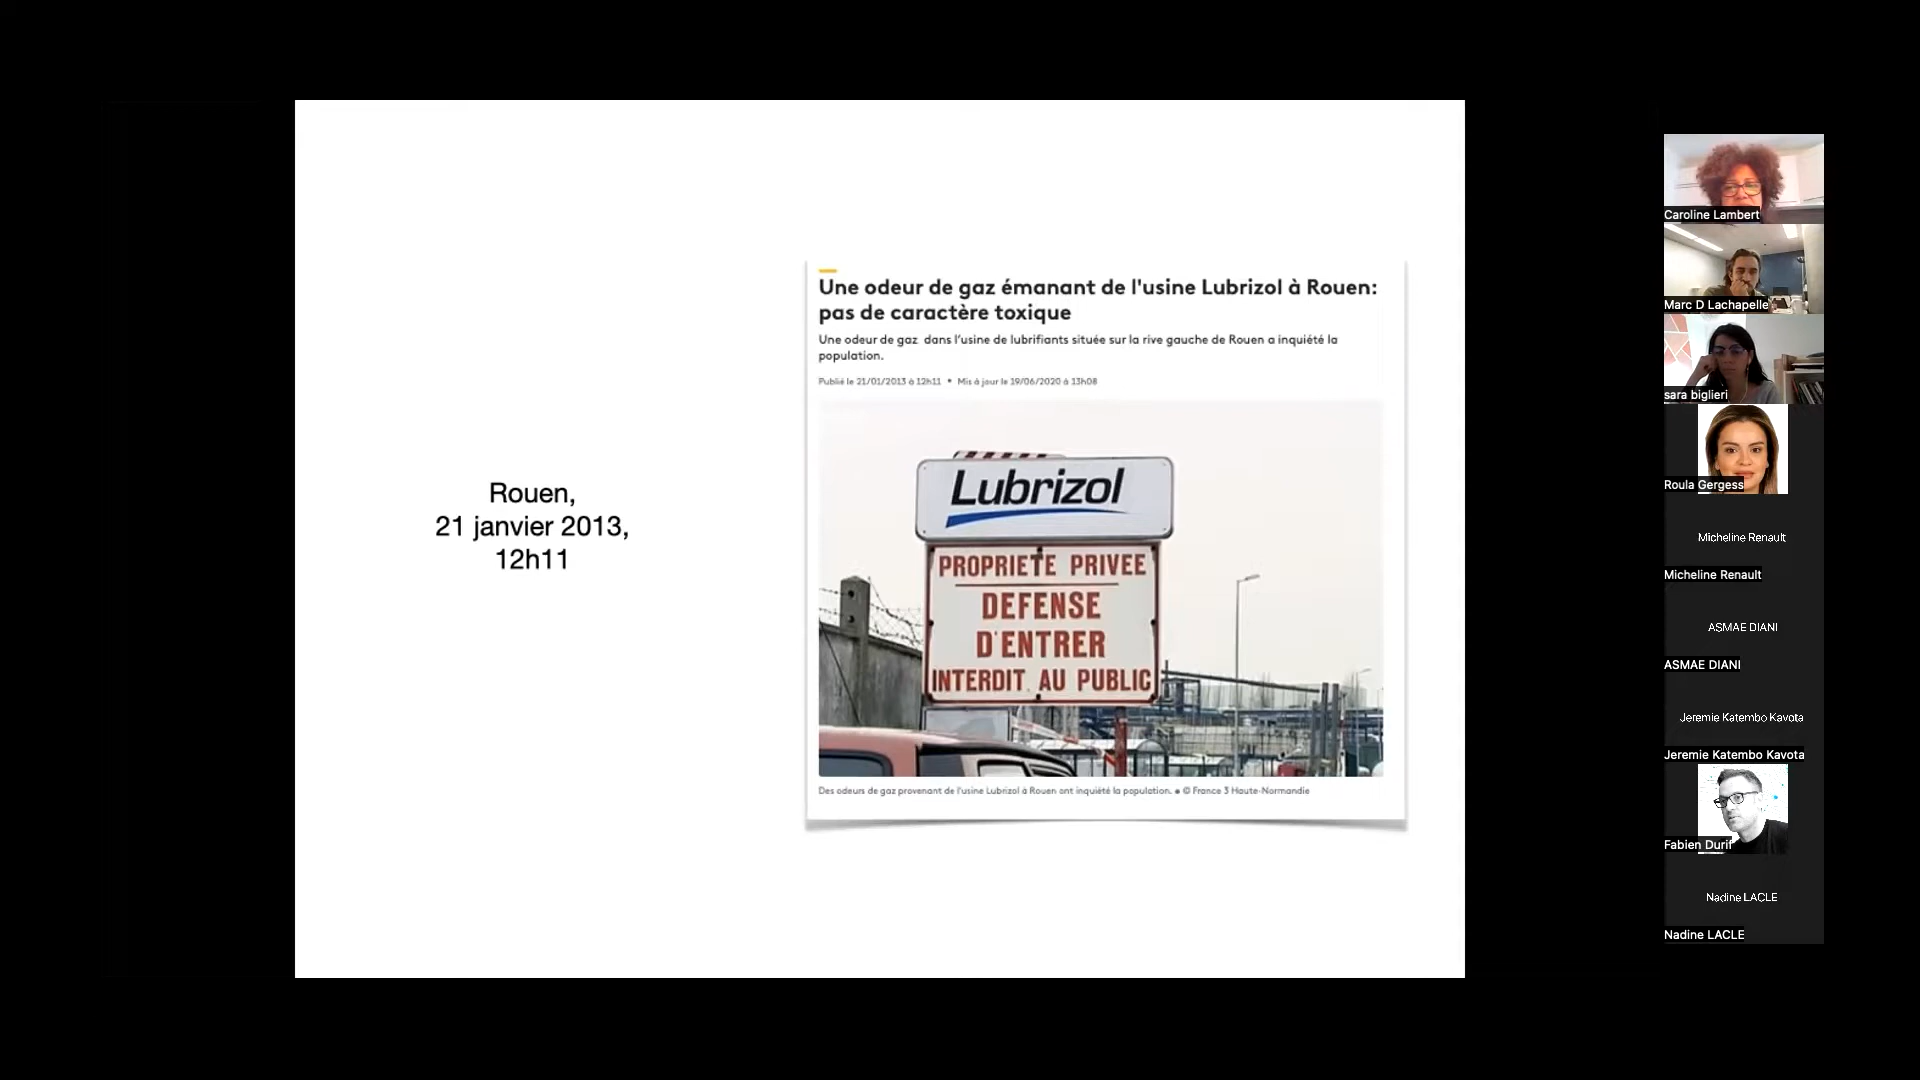 Rouen,
21 janvier 2013,
12h11
Une odeur de gaz émanant de l'usine Lubrizol à Rouen:
pas de caractère toxique
Une odeur de gaz dans l'usine de lubrifiants située sur la rive gauche de Rouen a inquiété la
population.
Publié le 21/01/2013 à 12h11 • Mis à jour le 19/06/2020 à 13h08
Lubrizol
PROPRIETE PRIVEE
DEFENSE
D'ENTRER
INTERDIT AU PUBLIC
Des odeurs de gaz provenant de l'usine Lubrizol à Rouen ont inquiété la population. • © France 3 Haute-Normandie
Caroline Lambert
Marc D Lachapelle
sara biglieri
Roula Gergess
Micheline Renault
Micheline Renault
ASMAE DIANI
ASMAE DIANI
Jeremie Katembo Kavota
Jeremie Katembo Kavota
Fabien Durif
Nadine LACLE
Nadine LACLE